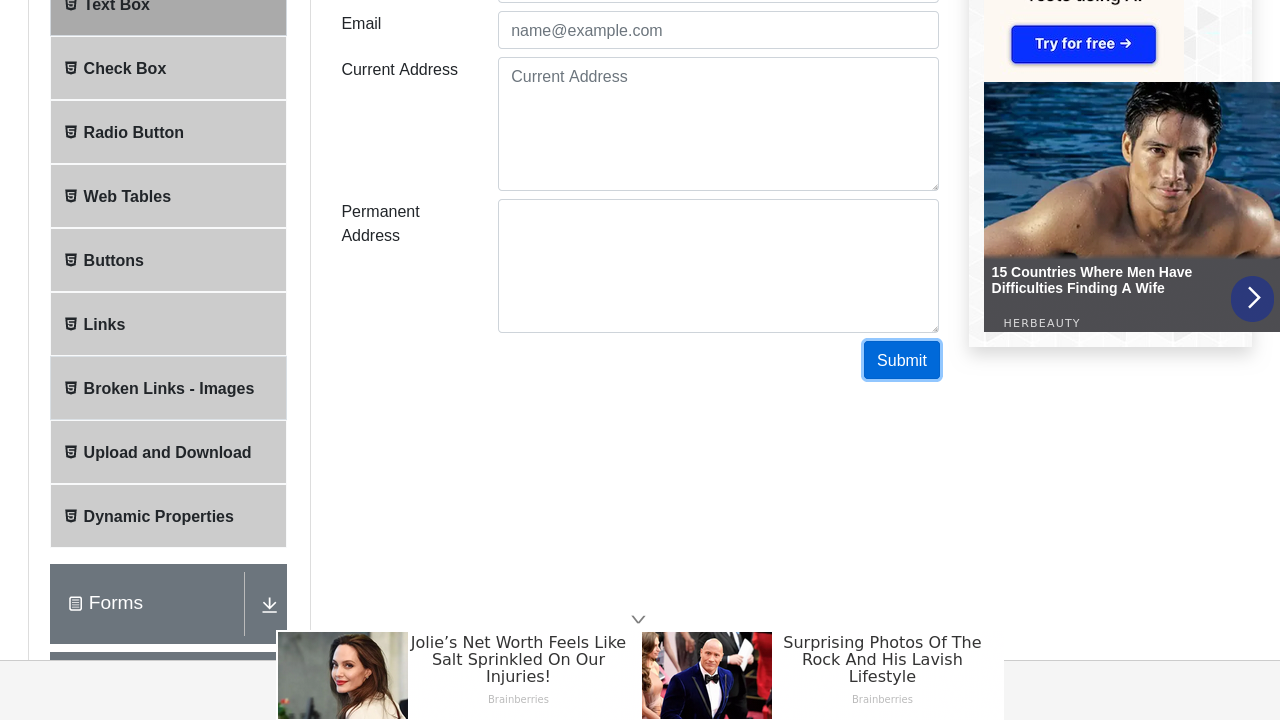 Text Box
Check Box
Radio Button
Web Tables
Buttons
Links
Broken Links - Images
Upload and Download
Dynamic Properties
Forms
Email
name@example.com
Current Address
Current Address
Permanent
Address
Submit
Try for free →
15 Countries Where Men Have
Difficulties Finding A Wife
HERBEAUTY
Jolie’s Net Worth Feels Like
Salt Sprinkled On Our
Injuries!
Brainberries
Surprising Photos Of The
Rock And His Lavish
Lifestyle
Brainberries